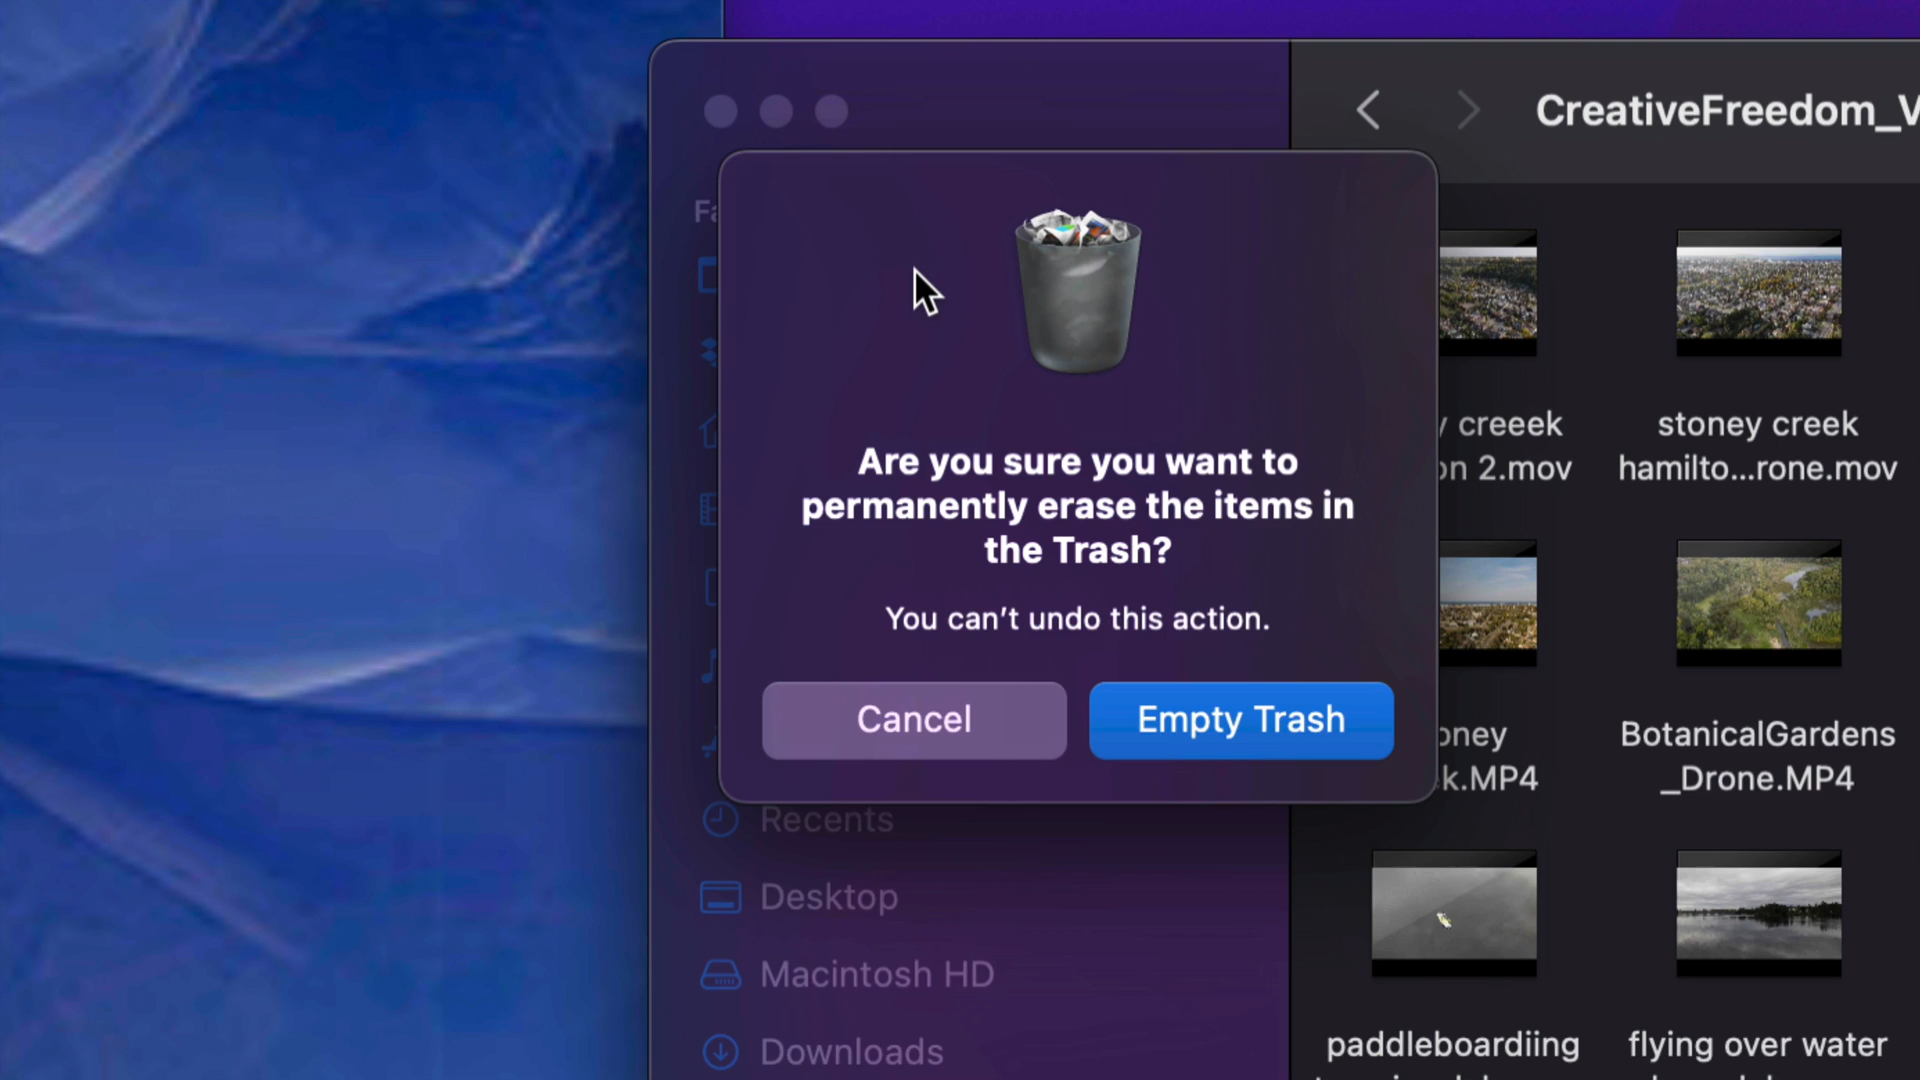 CreativeFreedom_V
Are you sure you want to
permanently erase the items in
the Trash?
You can't undo this action.
Cancel
Empty Trash
Recents
Desktop
Macintosh HD
Downloads
creeek
2.mov
stoney creek
hamilto...rone.mov
k.MP4
BotanicalGardens
_Drone.MP4
paddleboardiing
flying over water